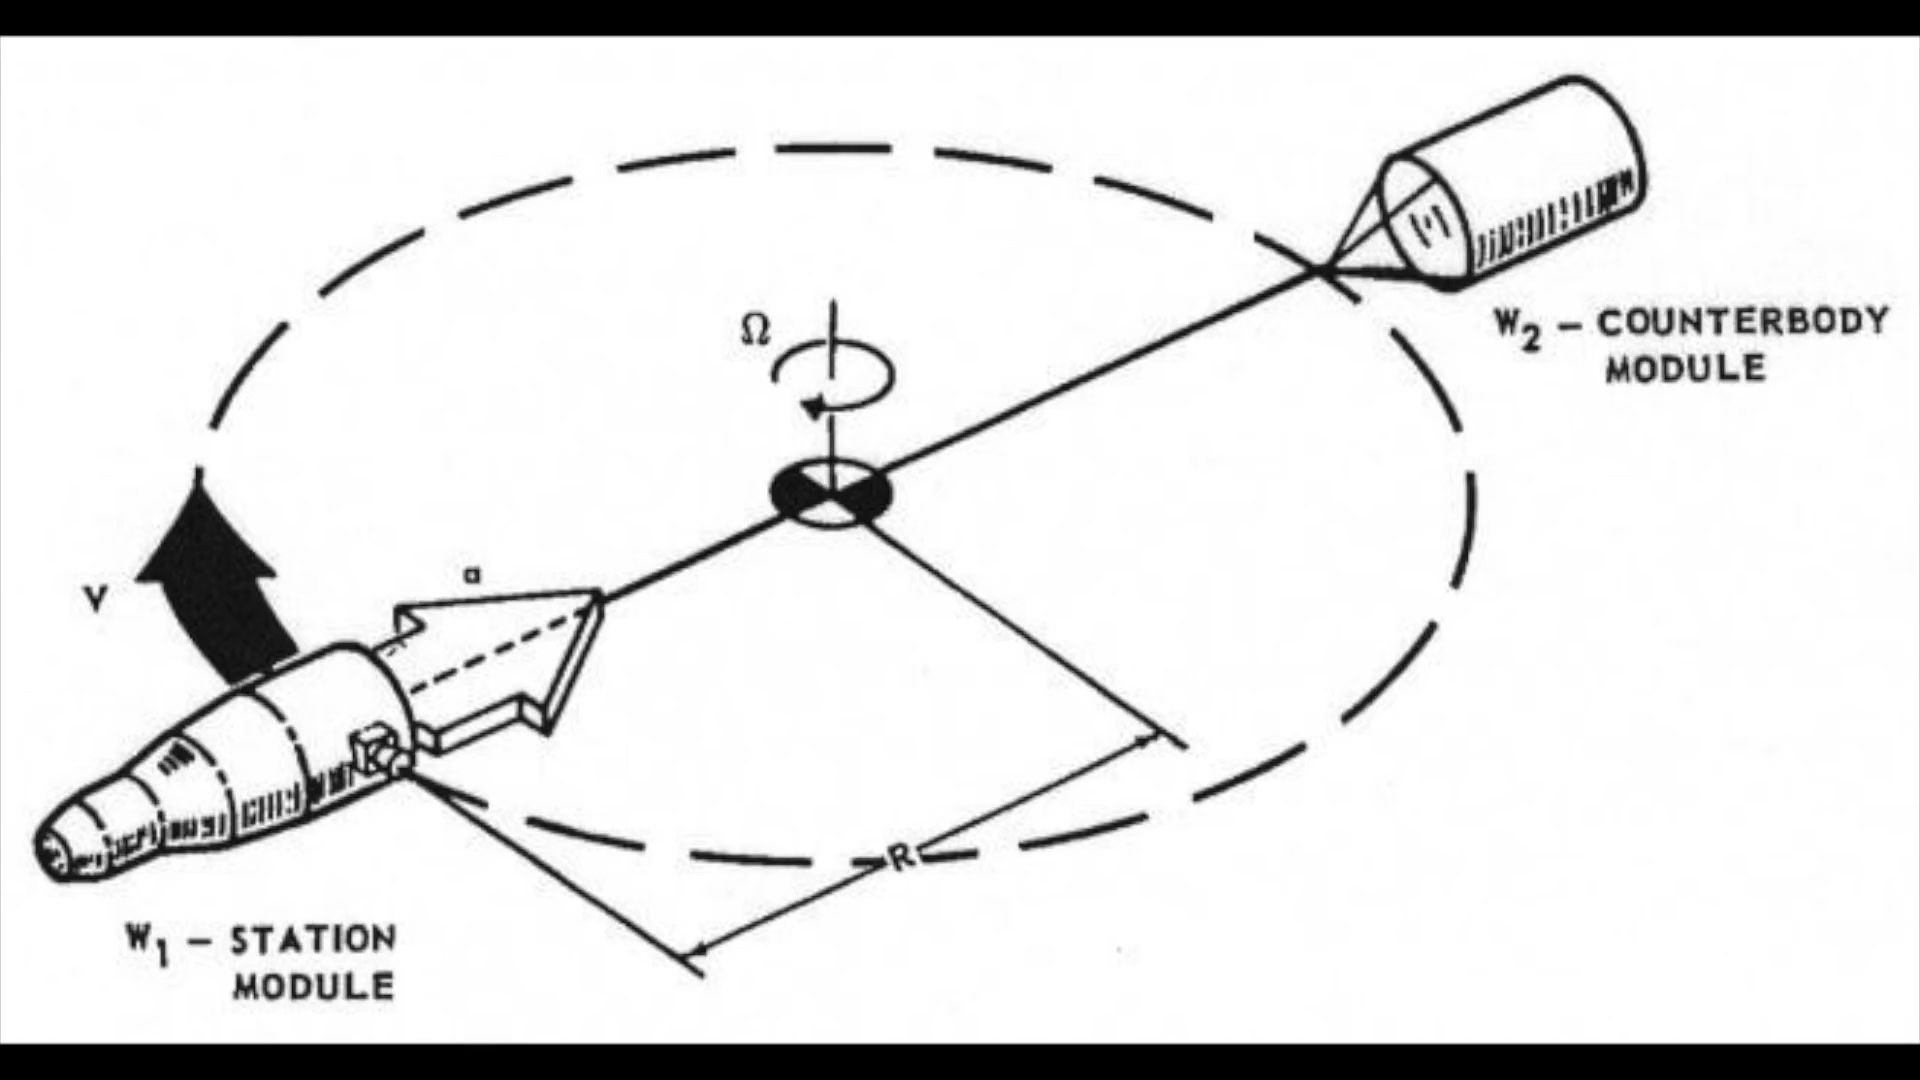 Ω
W2 – COUNTERBODY
MODULE
V
a
R
W1 – STATION
MODULE